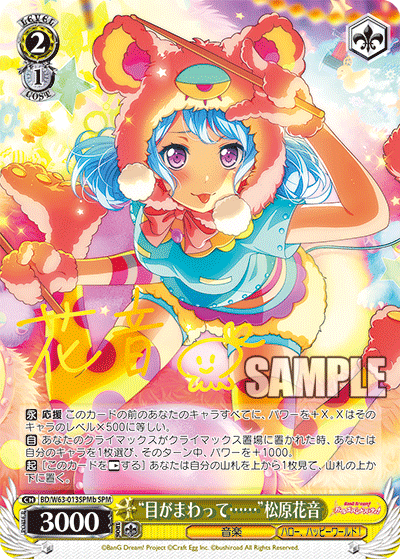 LEVEL
2
1
COST
花音
SAMPLE
永 応援 このカードの前のあなたのキャラすべてに、パワーを＋X。Xはその
キャラのレベル×500に等しい。
自 あなたのクライマックスがクライマックス置場に置かれた時、あなたは
自分のキャラを1枚選び、そのターン中、パワーを＋1000。
起 ［このカードを する］ あなたは自分の山札を上から1枚見て、山札の上か
下に置く。
CH BD/W63-013SPMb SPM
3000
“目がまわって……”松原花音
音楽
ハロー、ハッピーワールド！
BanG Dream!
©BanG Dream! Project ©Craft Egg Inc. ©bushiroad All Rights Reserved.